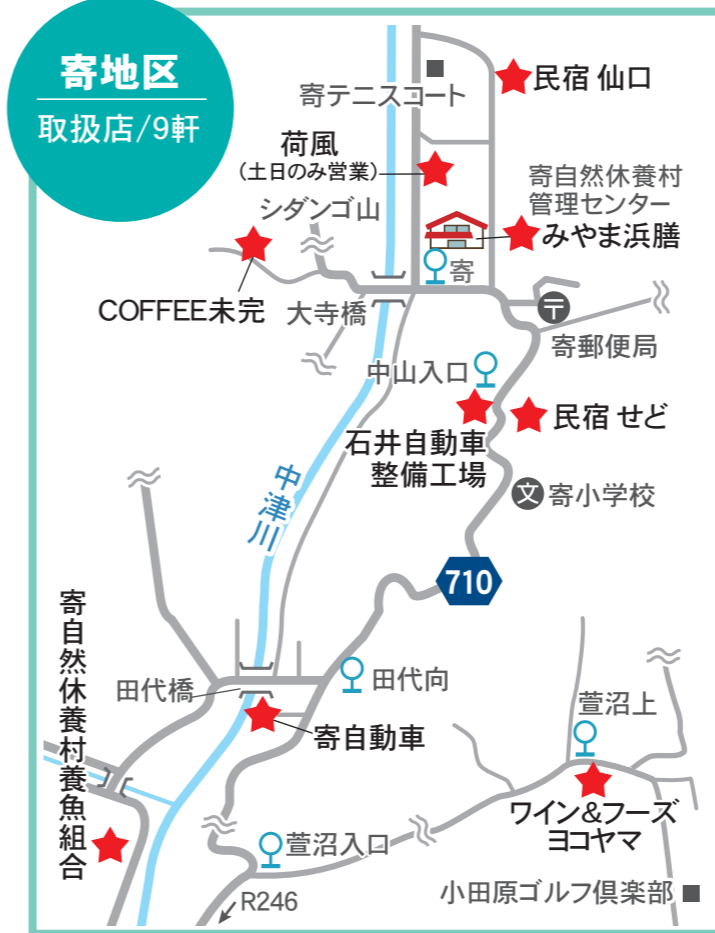 寄地区
取扱店/9軒
寄テニスコート
民宿 仙口
荷風
(土日のみ営業)
寄自然休養村
管理センター
みやま浜膳
シダンゴ山
寄
COFFEE未完
大寺橋
〒
寄郵便局
中山入口
民宿 せど
石井自動車
整備工場
文
寄小学校
中津川
710
寄自然休養村養魚組合
田代橋
田代向
寄自動車
萱沼上
ワイン&フーズ
ヨコヤマ
萱沼入口
小田原ゴルフ倶楽部
R246